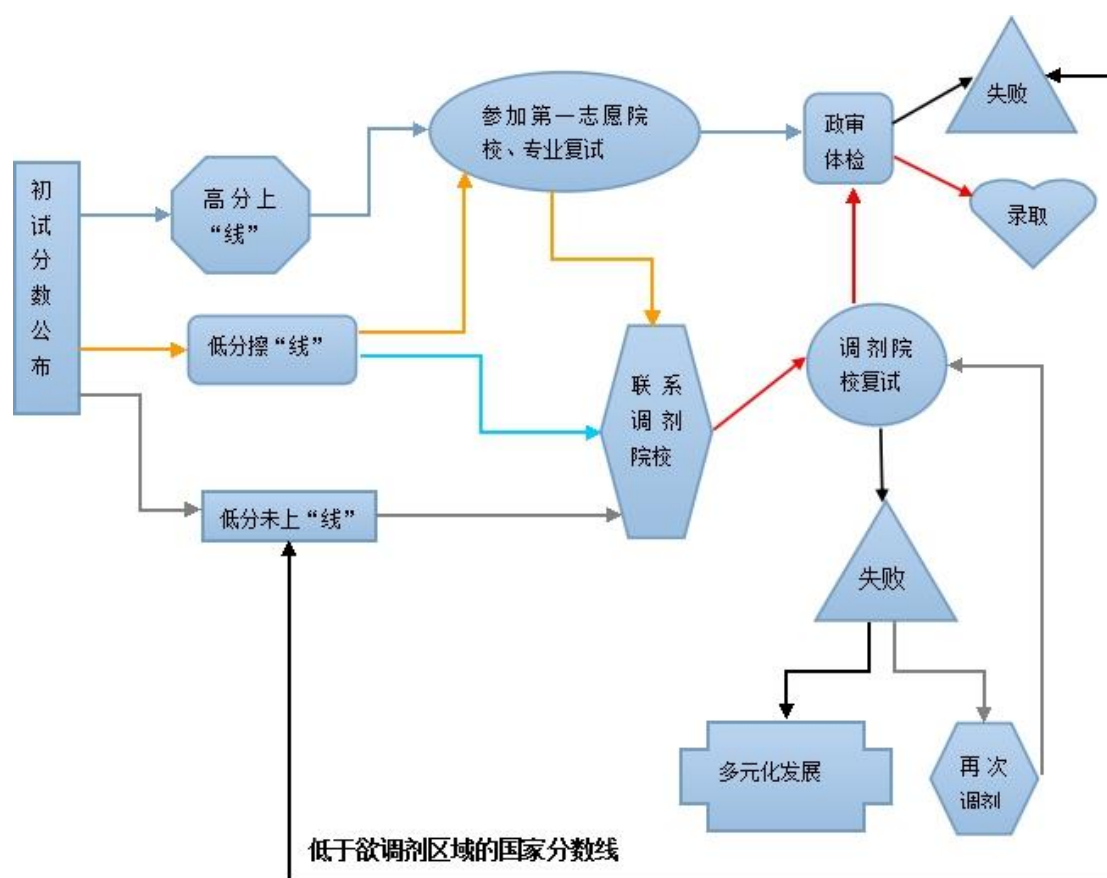 初
试
分
数
公
布
高分上
“线”
低分擦“线”
低分未上“线”
参加第一志愿院
校、专业复试
联系
调剂
院校
政审
体检
失败
录取
调剂院
校复试
失败
多元化发展
再次
调剂
低于欲调剂区域的国家分数线